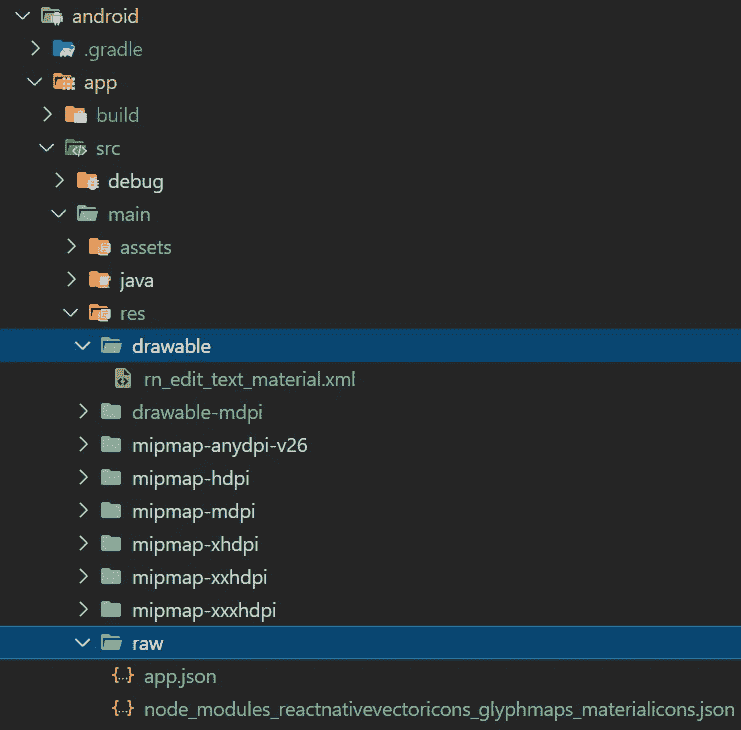 android
.gradle
app
build
src
debug
main
assets
java
res
drawable
rn_edit_text_material.xml
drawable-mdpi
mipmap-anydpi-v26
mipmap-hdpi
mipmap-mdpi
mipmap-xhdpi
mipmap-xxhdpi
mipmap-xxxhdpi
raw
{..} app.json
{..} node_modules_reactnativevectoricons_glyphmaps_materialicons.json